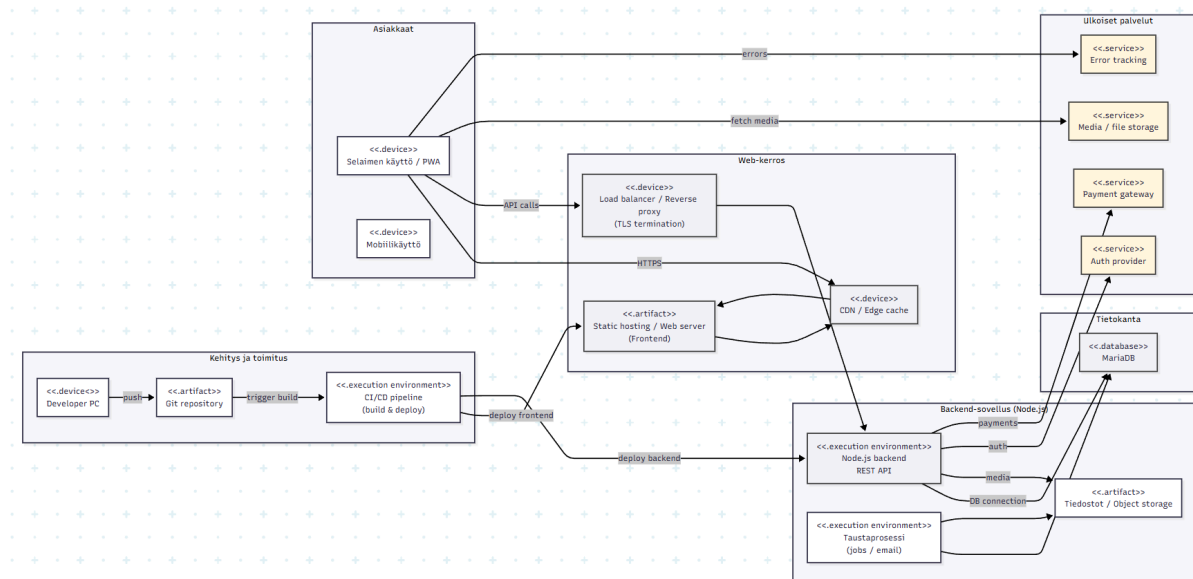 Asiakkaat
<<.device>>
Selaimen käyttö / PWA
<<.device>>
Mobiilikäyttö
errors
fetch media
API calls
HTTPS
Ulkoiset palvelut
<<.service>>
Error tracking
<<.service>>
Media / file storage
<<.service>>
Payment gateway
<<.service>>
Auth provider
Web-kerros
<<.device>>
Load balancer / Reverse
proxy
(TLS termination)
<<.artifact>>
Static hosting / Web server
(Frontend)
<<.device>>
CDN / Edge cache
Tietokanta
<<.database>>
MariaDB
Kehitys ja toimitus
<<.device<>>
Developer PC
push
<<.artifact>>
Git repository
trigger build
<<.execution environment>>
CI/CD pipeline
(build & deploy)
deploy frontend
deploy backend
Backend-sovellus (Node.js)
<<.execution environment>>
Node.js backend
REST API
payments
auth
media
DB connection
<<.artifact>>
Tiedostot / Object storage
<<.execution environment>>
Taustaprosessi
(jobs / email)